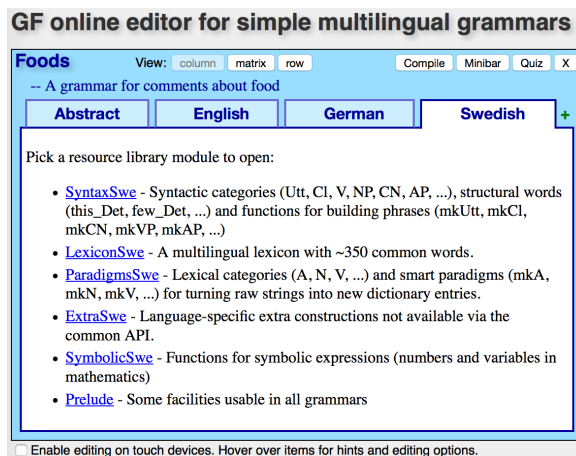 GF online editor for simple multilingual grammars
Foods View: column matrix row Compile Minibar Quiz X
-- A grammar for comments about food
Abstract English German Swedish +
Pick a resource library module to open:
• SyntaxSwe - Syntactic categories (Utt, Cl, V, NP, CN, AP, ...), structural words
(this_Det, few_Det, ...) and functions for building phrases (mkUtt, mkCl,
mkCN, mkVP, mkAP, ...)
• LexiconSwe - A multilingual lexicon with ~350 common words.
• ParadigmsSwe - Lexical categories (A, N, V, ...) and smart paradigms (mkA,
mkN, mkV, ...) for turning raw strings into new dictionary entries.
• ExtraSwe - Language-specific extra constructions not available via the
common API.
• SymbolicSwe - Functions for symbolic expressions (numbers and variables in
mathematics)
• Prelude - Some facilities usable in all grammars
Enable editing on touch devices. Hover over items for hints and editing options.